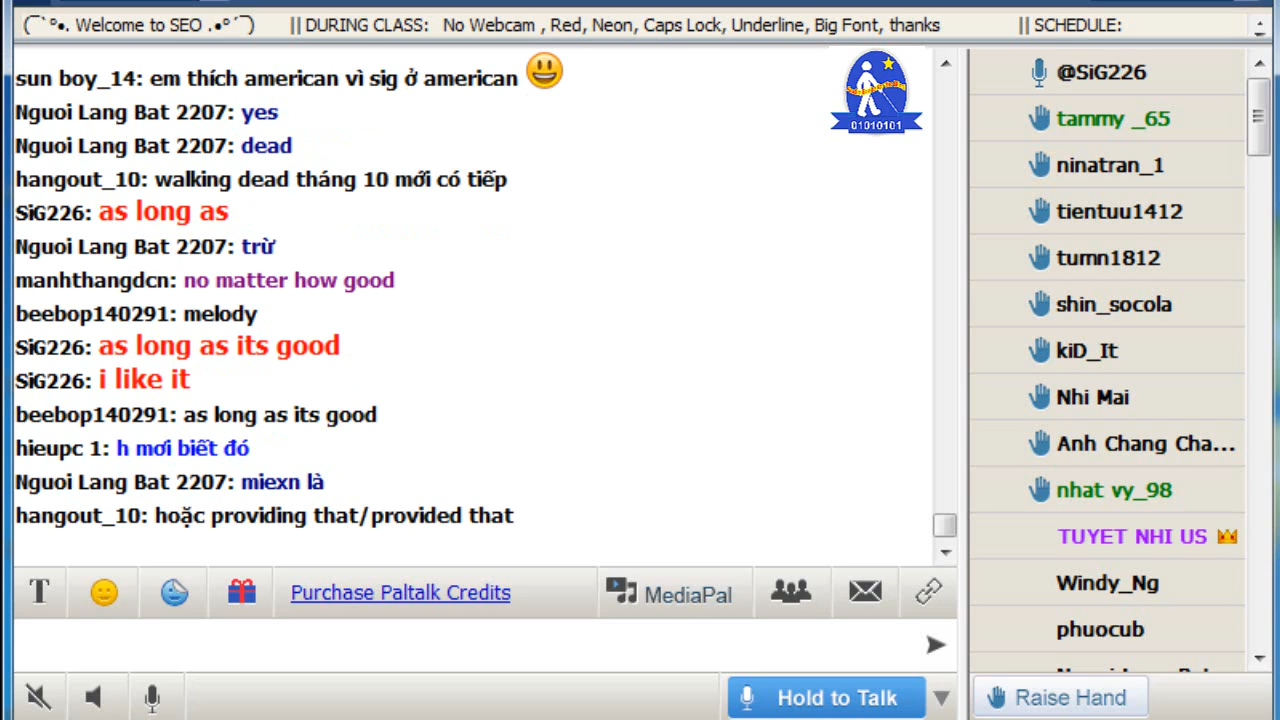 (¯`°•. Welcome to SEO .•°´¯) || DURING CLASS: No Webcam , Red, Neon, Caps Lock, Underline, Big Font, thanks || SCHEDULE:
sun boy_14: em thích american vì sig ở american
Nguoi Lang Bat 2207: yes
Nguoi Lang Bat 2207: dead
hangout_10: walking dead tháng 10 mới có tiếp
SiG226: as long as
Nguoi Lang Bat 2207: trừ
manhthangdcn: no matter how good
beebop140291: melody
SiG226: as long as its good
SiG226: i like it
beebop140291: as long as its good
hieupc 1: h mơi biết đó
Nguoi Lang Bat 2207: miexn là
hangout_10: hoặc providing that/provided that
01010101
@SiG226
tammy _65
ninatran_1
tientuu1412
tumn1812
shin_socola
kiD_It
Nhi Mai
Anh Chang Cha...
nhat vy_98
TUYET NHI US
Windy_Ng
phuocub
T
Purchase Paltalk Credits
MediaPal
Hold to Talk
Raise Hand